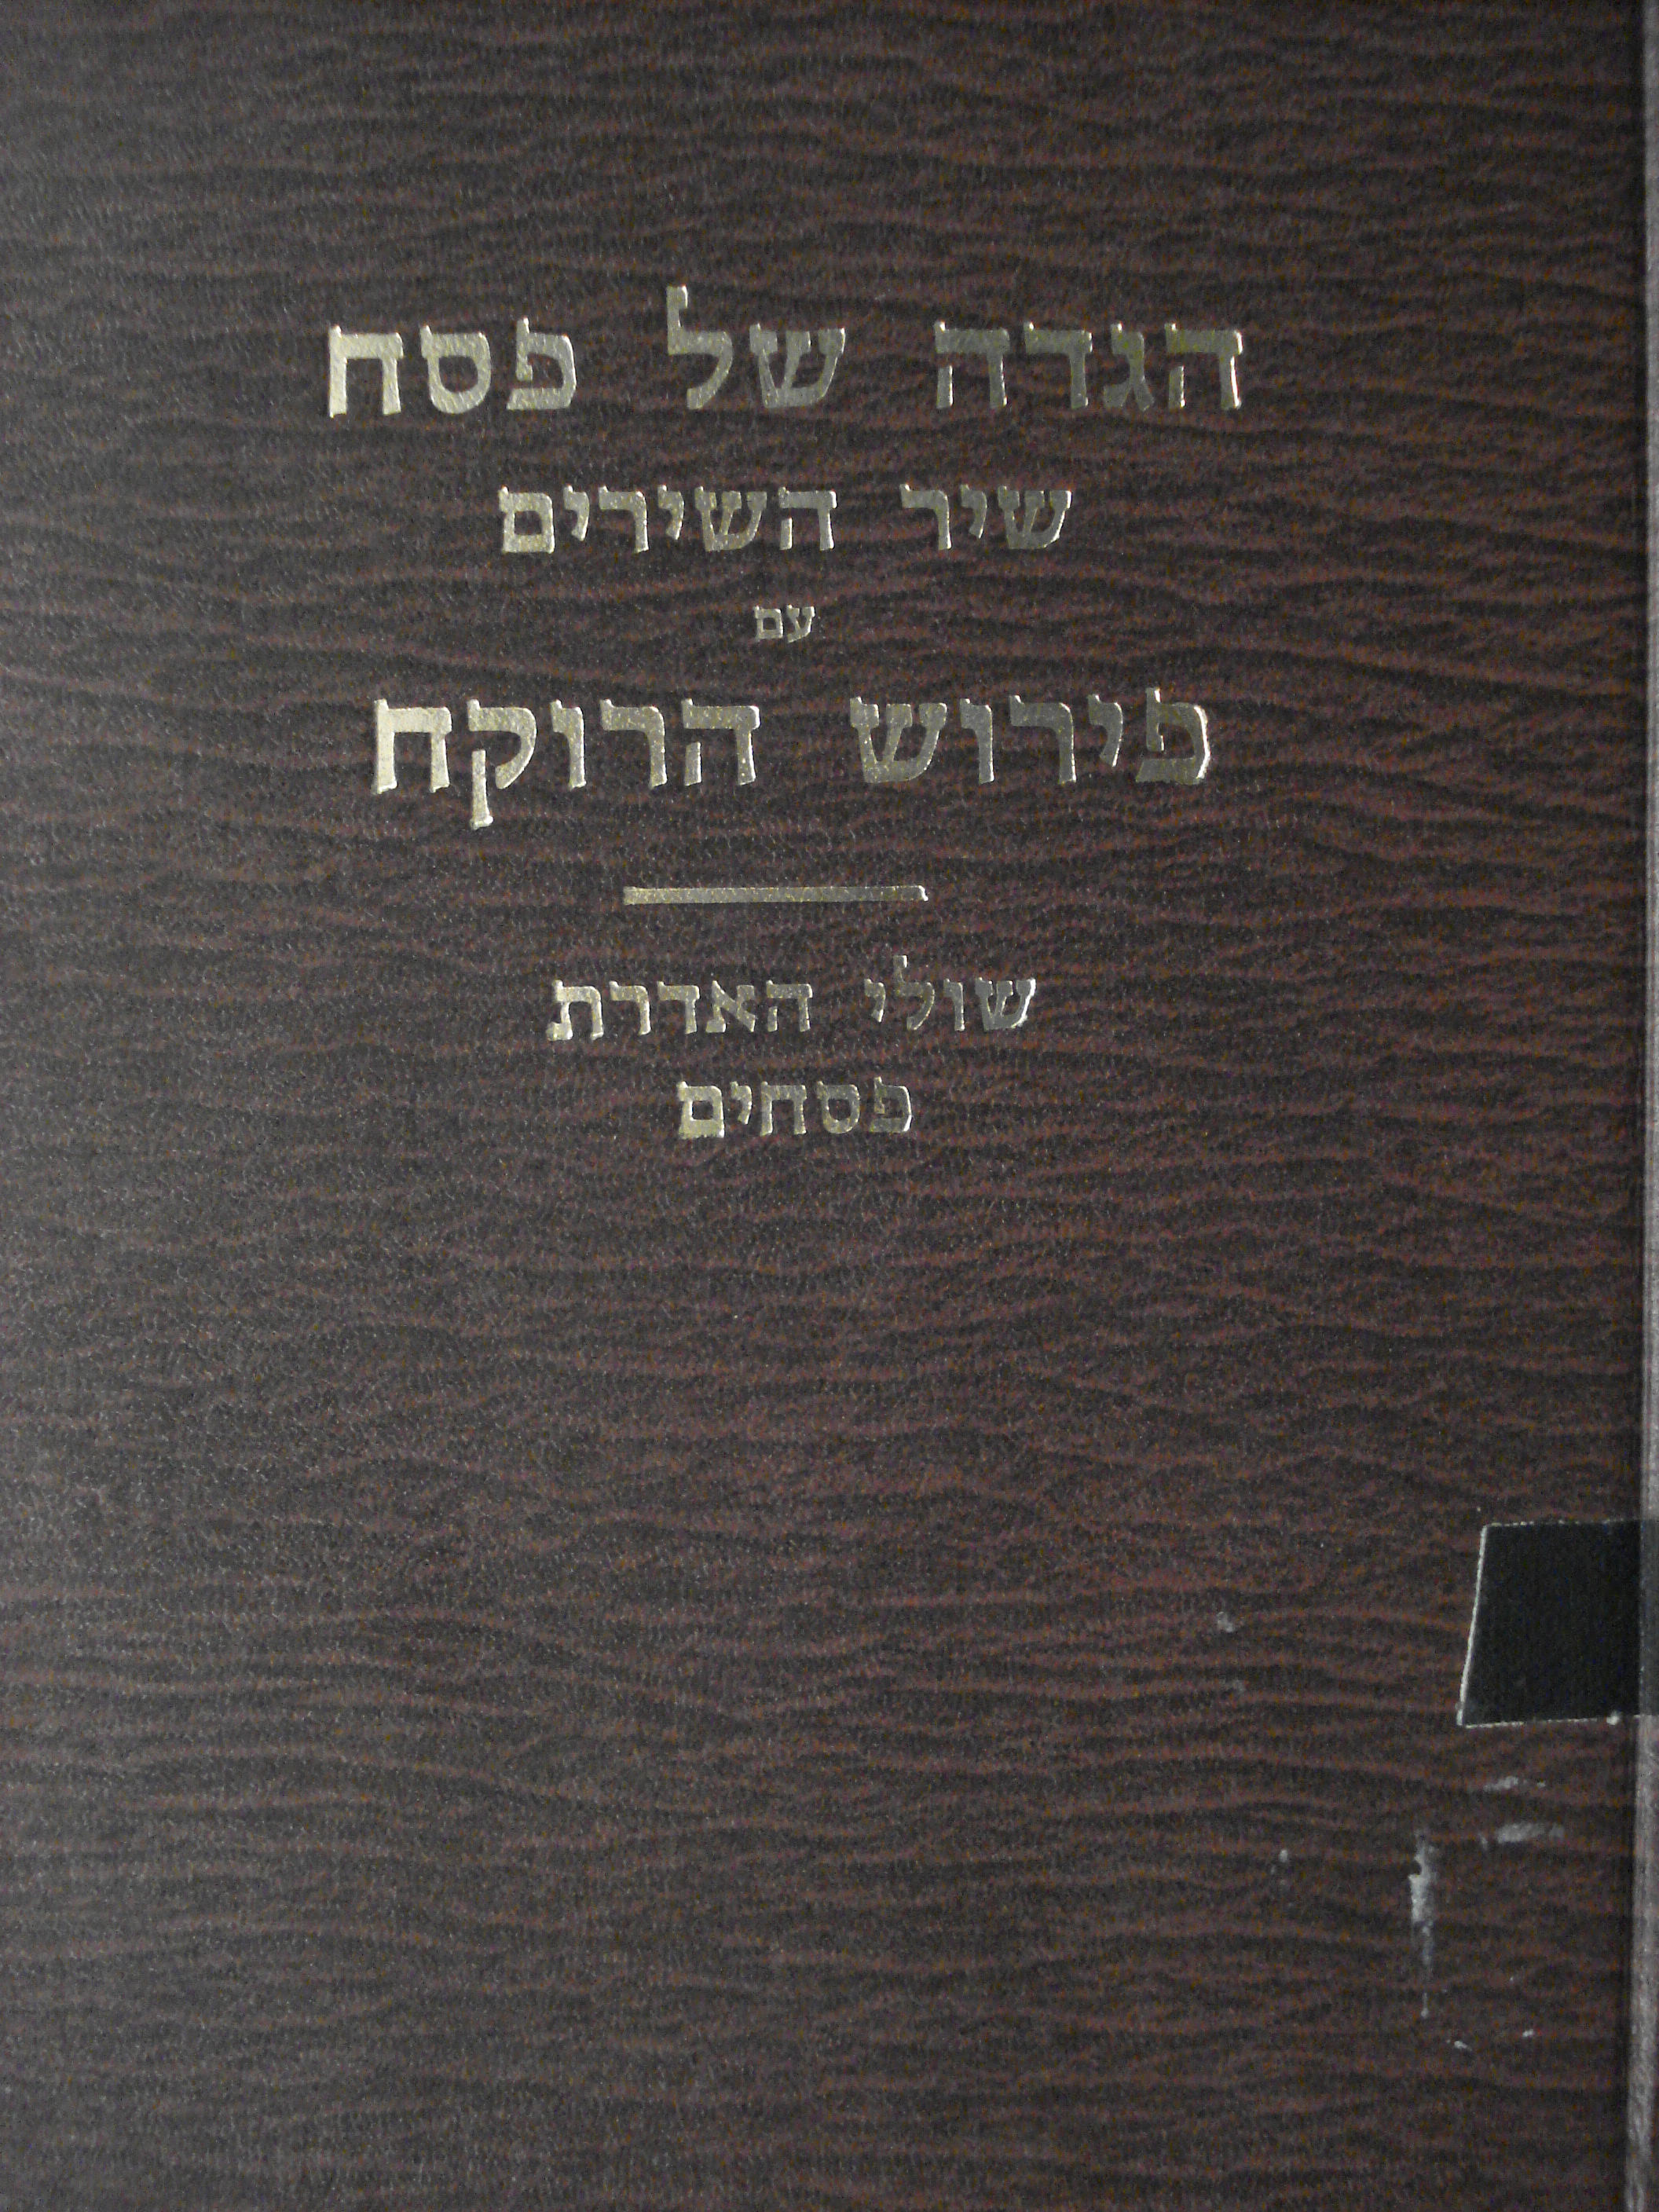 הגדה של פסח
שיר השירים
עם
פירוש הרוקח
שולי האדרת
פסחים